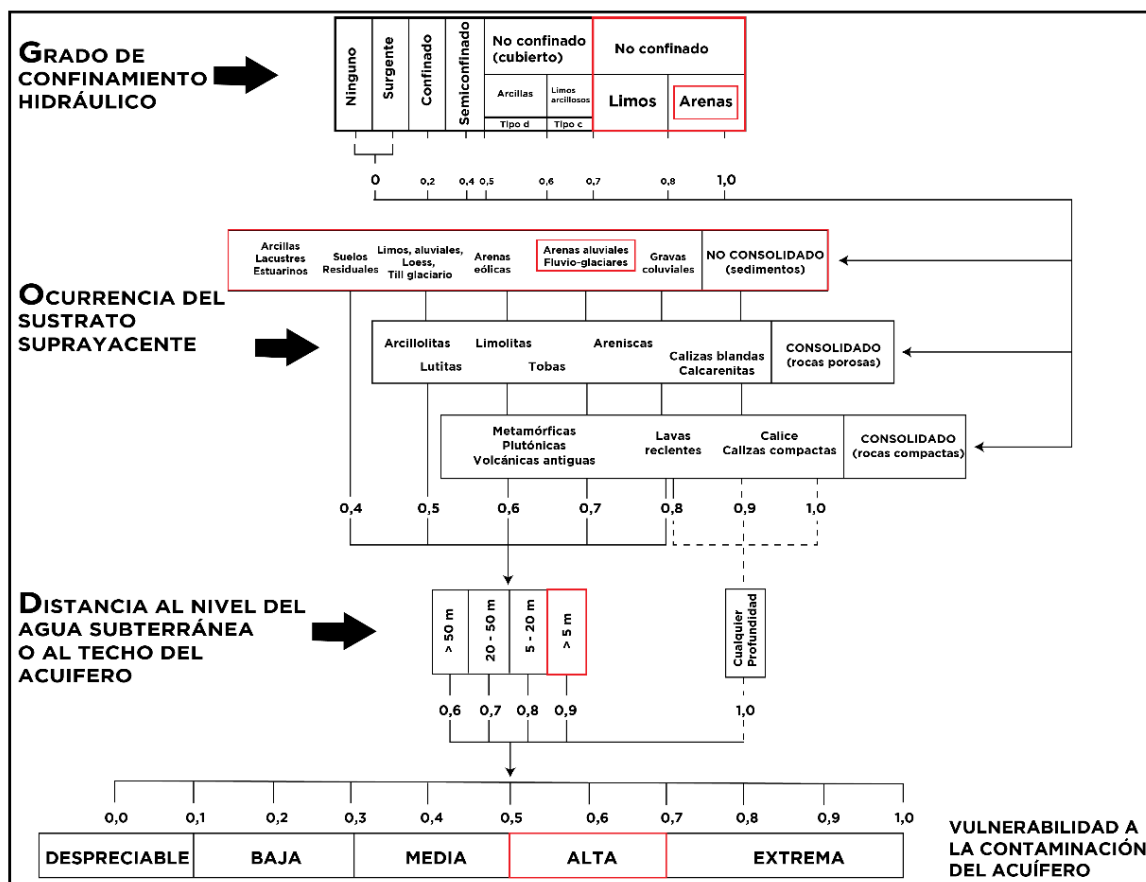 GRADO DE
CONFINAMIENTO
HIDRÁULICO
Ninguno
Surgente
Confinado
Semiconfinado
No confinado
(cubierto)
No confinado
Arcillas
Limos
arcillosos
Limos
Arenas
Tipo d
Tipo c
0
0,2
0,4
0,5
0,6
0,7
0,8
1,0
OCURRENCIA DEL
SUSTRATO
SUPRAYACENTE
Arcillas
Lacustres
Estuarinos
Suelos
Residuales
Limos, aluviales,
Loess,
Till glaciario
Arenas
eólicas
Arenas aluviales
Fluvio-glaciares
Gravas
coluviales
NO CONSOLIDADO
(sedimentos)
Arcillolitas
Limolitas
Areniscas
Lutitas
Tobas
Calizas blandas
Calcarenitas
CONSOLIDADO
(rocas porosas)
Metamórficas
Plutónicas
Volcánicas antiguas
Lavas
recientes
Calice
Calizas compactas
CONSOLIDADO
(rocas compactas)
0,4
0,5
0,6
0,7
0,8
0,9
1,0
DISTANCIA AL NIVEL DEL
AGUA SUBTERRÁNEA
O AL TECHO DEL
ACUIFERO
> 50 m
20 - 50 m
5 - 20 m
> 5 m
Cualquier
Profundidad
0,6
0,7
0,8
0,9
1,0
0,0
0,1
0,2
0,3
0,4
0,5
0,6
0,7
0,8
0,9
1,0
DESPRECIABLE
BAJA
MEDIA
ALTA
EXTREMA
VULNERABILIDAD A
LA CONTAMINACIÓN
DEL ACUÍFERO